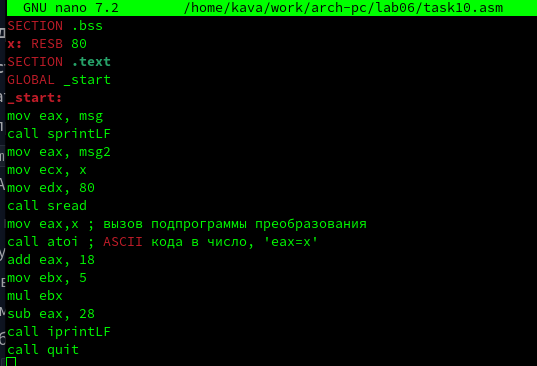 GNU nano 7.2 /home/kava/work/arch-pc/lab06/task10.asm
SECTION .bss
x: RESB 80
SECTION .text
GLOBAL _start
_start:
mov eax, msg
call sprintLF
mov eax, msg2
mov ecx, x
mov edx, 80
call sread
mov eax,x ; вызов подпрограммы преобразования
call atoi ; ASCII кода в число, 'eax=x'
add eax, 18
mov ebx, 5
mul ebx
sub eax, 28
call iprintLF
call quit